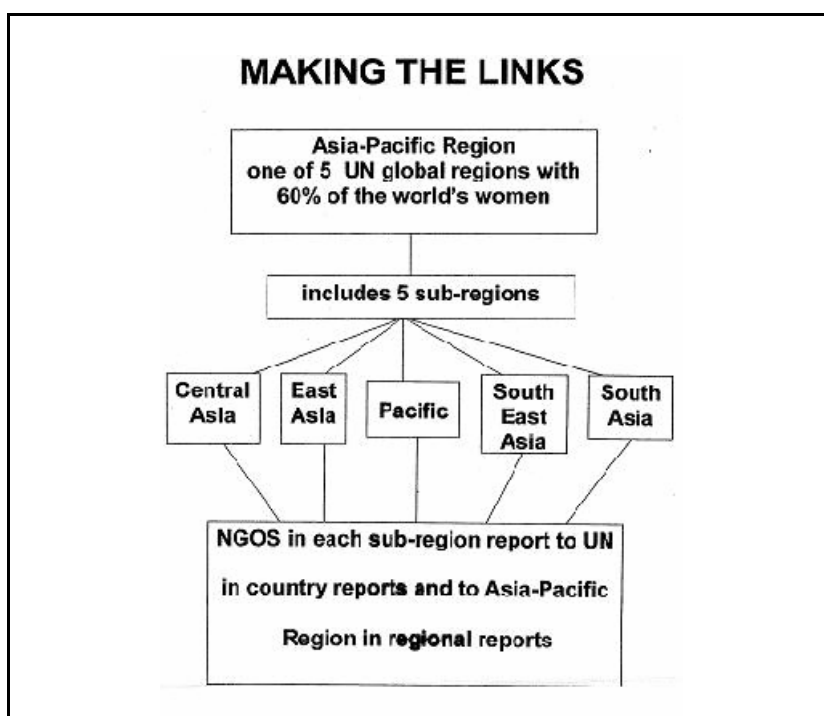 MAKING THE LINKS
Asia-Pacific Region
one of 5 UN global regions with
60% of the world's women
includes 5 sub-regions
Central
Asia
East
Asia
Pacific
South
East
Asia
South
Asia
NGOS in each sub-region report to UN
in country reports and to Asia-Pacific
Region in regional reports